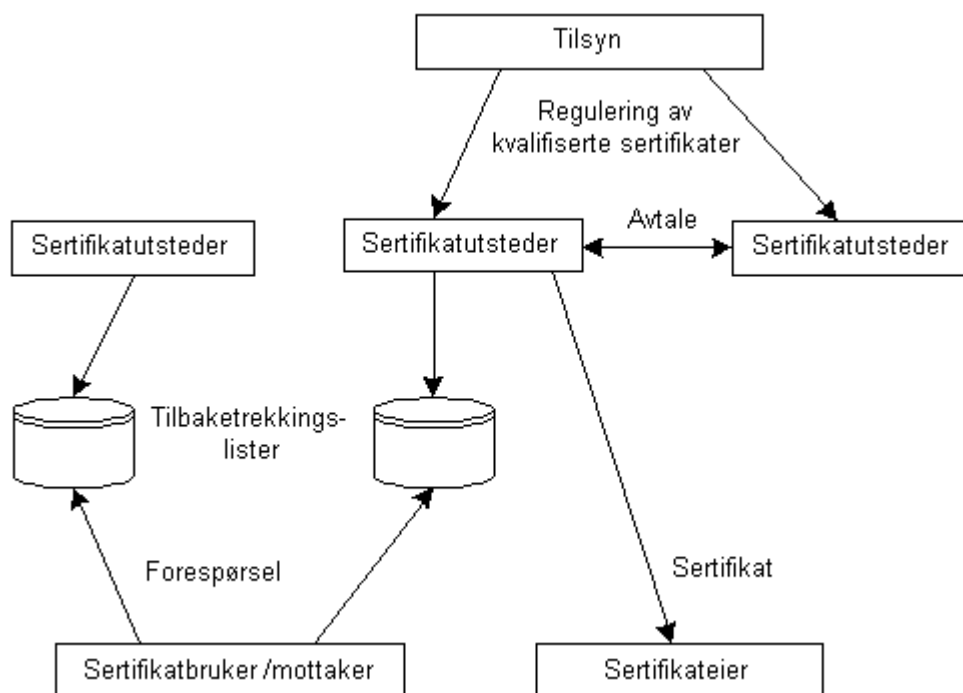 Tilsyn
Regulering av
kvalifiserte sertifikater
Sertifikatutsteder
Sertifikatutsteder
Avtale
Sertifikatutsteder
Tilbaketrekkings-
lister
Forespørsel
Sertifikat
Sertifikatbruker /mottaker
Sertifikateier